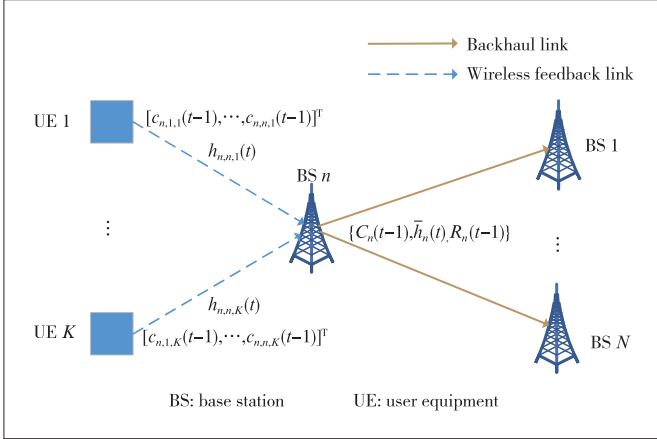 Backhaul link
Wireless feedback link
UE 1
[c_{n,1,1}(t−1),⋯,c_{n,n,1}(t−1)]^T
h_{n,n,1}(t)
BS n
BS 1
⋮
{C_n(t−1),h̄_n(t),R_n(t−1)}
⋮
h_{n,n,K}(t)
UE K
[c_{n,1,K}(t−1),⋯,c_{n,n,K}(t−1)]^T
BS N
BS: base station UE: user equipment